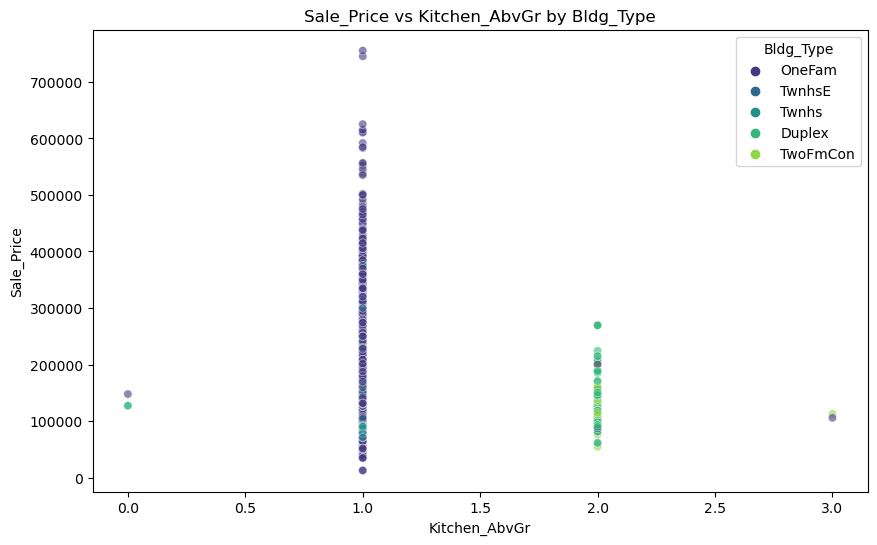 Sale_Price vs Kitchen_AbvGr by Bldg_Type
Bldg_Type
OneFam
TwnhsE
Twnhs
Duplex
TwoFmCon
Sale_Price
700000
600000
500000
400000
300000
200000
100000
0
0.0 0.5 1.0 1.5 2.0 2.5 3.0
Kitchen_AbvGr